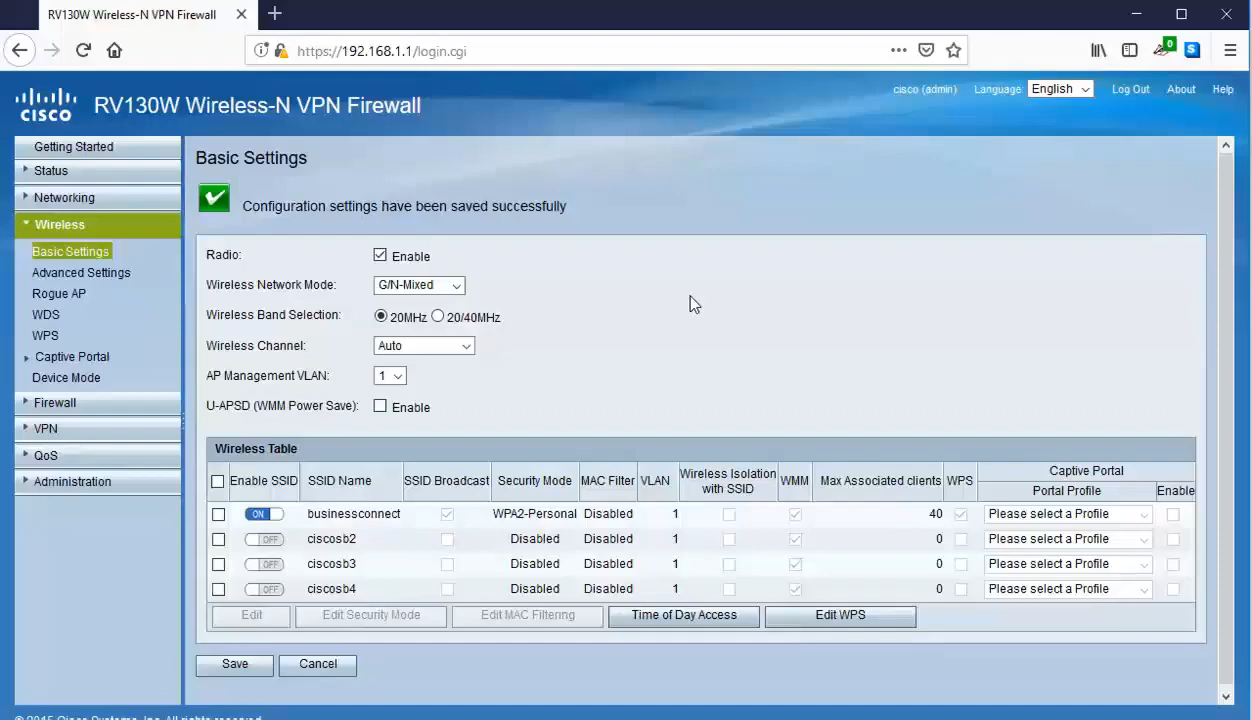 RV130W Wireless-N VPN Firewall
https://192.168.1.1/login.cgi
0
S
CISCO
RV130W Wireless-N VPN Firewall
cisco (admin) Language: English Log Out About Help
Getting Started
Status
Networking
Wireless
Basic Settings
Advanced Settings
Rogue AP
WDS
WPS
Captive Portal
Device Mode
Firewall
VPN
QoS
Administration
Basic Settings
Configuration settings have been saved successfully
Radio: Enable
Wireless Network Mode: G/N-Mixed
Wireless Band Selection: 20MHz 20/40MHz
Wireless Channel: Auto
AP Management VLAN: 1
U-APSD (WMM Power Save): Enable
Wireless Table
Enable SSID SSID Name SSID Broadcast Security Mode MAC Filter VLAN Wireless Isolation with SSID WMM Max Associated clients WPS Captive Portal
Portal Profile Enable
ON businessconnect WPA2-Personal Disabled 1 40 Please select a Profile
OFF ciscosb2 Disabled Disabled 1 0 Please select a Profile
OFF ciscosb3 Disabled Disabled 1 0 Please select a Profile
OFF ciscosb4 Disabled Disabled 1 0 Please select a Profile
Edit Edit Security Mode Edit MAC Filtering Time of Day Access Edit WPS
Save Cancel
© 2015 Cisco Systems, Inc. All rights reserved.